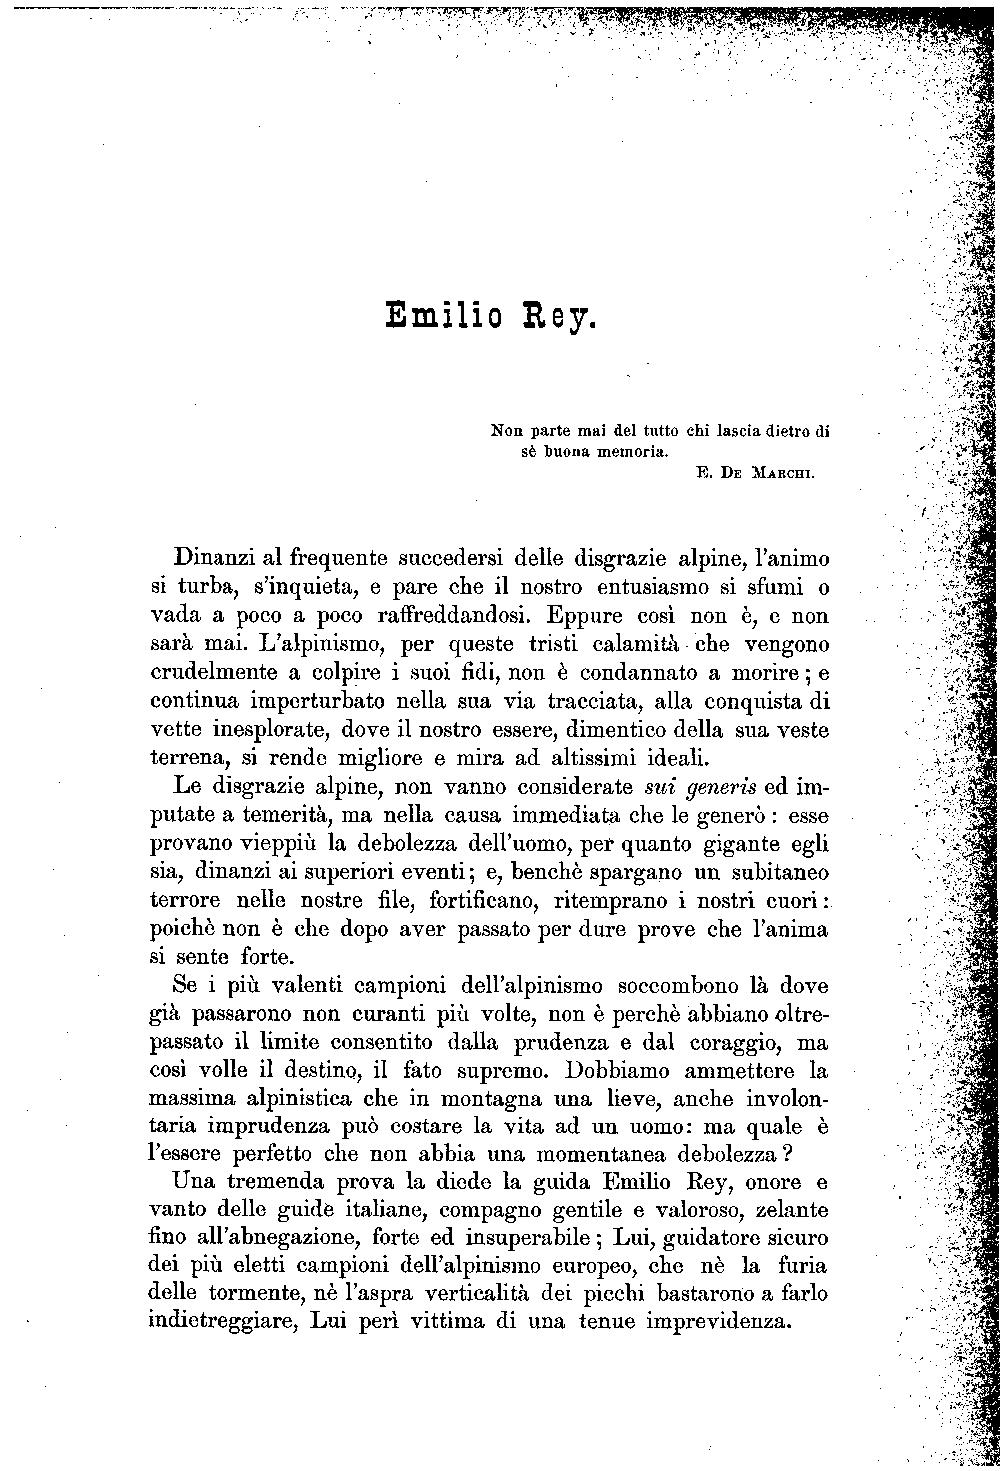 Emilio Rey.
Non parte mai del tutto chi lascia dietro di
sè buona memoria.
E. De Marchi.
Dinanzi al frequente succedersi delle disgrazie alpine, l'animo
si turba, s'inquieta, e pare che il nostro entusiasmo si sfumi o
vada a poco a poco raffreddandosi. Eppure così non è, e non
sarà mai. L'alpinismo, per queste tristi calamità che vengono
crudelmente a colpire i suoi fidi, non è condannato a morire; e
continua imperturbato nella sua via tracciata, alla conquista di
vette inesplorate, dove il nostro essere, dimentico della sua veste
terrena, si rende migliore e mira ad altissimi ideali.
Le disgrazie alpine, non vanno considerate sui generis ed im-
putate a temerità, ma nella causa immediata che le generò: esse
provano vieppiù la debolezza dell'uomo, per quanto gigante egli
sia, dinanzi ai superiori eventi; e, benchè spargano un subitaneo
terrore nelle nostre file, fortificano, ritemprano i nostri cuori:
poichè non è che dopo aver passato per dure prove che l'anima
si sente forte.
Se i più valenti campioni dell'alpinismo soccombono là dove
già passarono non curanti più volte, non è perchè abbiano oltre-
passato il limite consentito dalla prudenza e dal coraggio, ma
così volle il destino, il fato supremo. Dobbiamo ammettere la
massima alpinistica che in montagna una lieve, anche involon-
taria imprudenza può costare la vita ad un uomo: ma quale è
l'essere perfetto che non abbia una momentanea debolezza?
Una tremenda prova la diede la guida Emilio Rey, onore e
vanto delle guide italiane, compagno gentile e valoroso, zelante
fino all'abnegazione, forte ed insuperabile; Lui, guidatore sicuro
dei più eletti campioni dell'alpinismo europeo, che nè la furia
delle tormente, nè l'aspra verticalità dei picchi bastarono a farlo
indietreggiare, Lui perì vittima di una tenue imprevidenza.